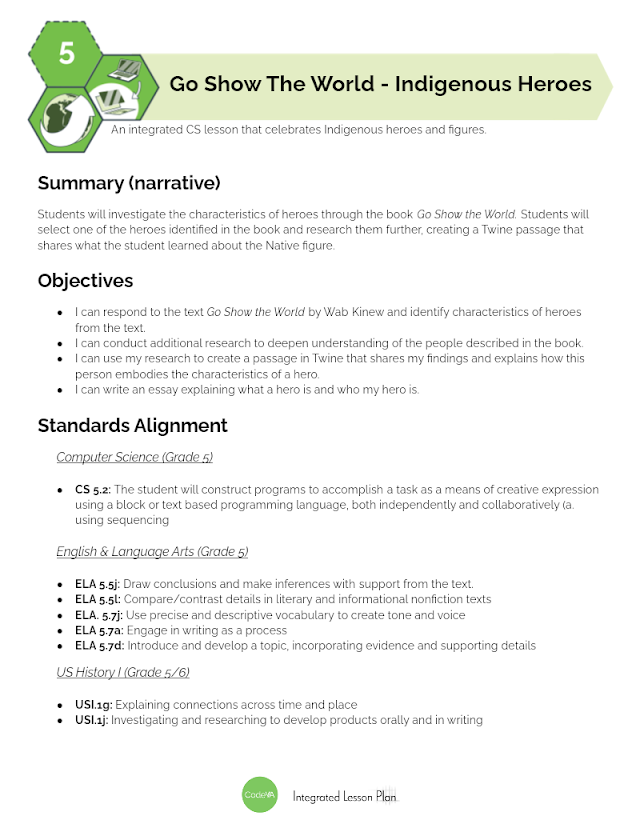 5
Go Show The World - Indigenous Heroes
An integrated CS lesson that celebrates Indigenous heroes and figures.
Summary (narrative)
Students will investigate the characteristics of heroes through the book Go Show the World. Students will
select one of the heroes identified in the book and research them further, creating a Twine passage that
shares what the student learned about the Native figure.
Objectives
● I can respond to the text Go Show the World by Wab Kinew and identify characteristics of heroes
from the text.
● I can conduct additional research to deepen understanding of the people described in the book.
● I can use my research to create a passage in Twine that shares my findings and explains how this
person embodies the characteristics of a hero.
● I can write an essay explaining what a hero is and who my hero is.
Standards Alignment
Computer Science (Grade 5)
● CS 5.2: The student will construct programs to accomplish a task as a means of creative expression
using a block or text based programming language, both independently and collaboratively (a.
using sequencing
English & Language Arts (Grade 5)
● ELA 5.5j: Draw conclusions and make inferences with support from the text.
● ELA 5.5l: Compare/contrast details in literary and informational nonfiction texts
● ELA. 5.7j: Use precise and descriptive vocabulary to create tone and voice
● ELA 5.7a: Engage in writing as a process
● ELA 5.7d: Introduce and develop a topic, incorporating evidence and supporting details
US History I (Grade 5/6)
● USI.1g: Explaining connections across time and place
● USI.1j: Investigating and researching to develop products orally and in writing
CodeVA Integrated Lesson Plan